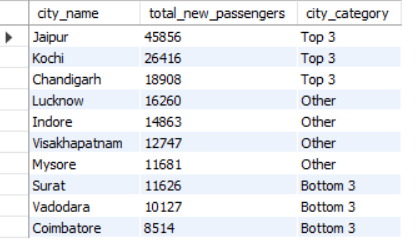 city_name total_new_passengers city_category
Jaipur 45856 Top 3
Kochi 26416 Top 3
Chandigarh 18908 Top 3
Lucknow 16260 Other
Indore 14863 Other
Visakhapatnam 12747 Other
Mysore 11681 Other
Surat 11626 Bottom 3
Vadodara 10127 Bottom 3
Coimbatore 8514 Bottom 3